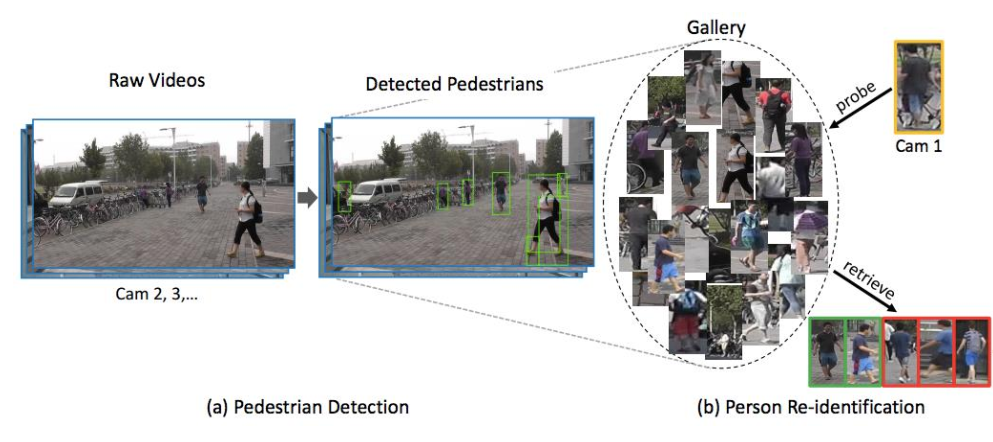 Gallery
Raw Videos
Detected Pedestrians
probe
Cam 1
Cam 2, 3,...
retrieve
(a) Pedestrian Detection
(b) Person Re-identification